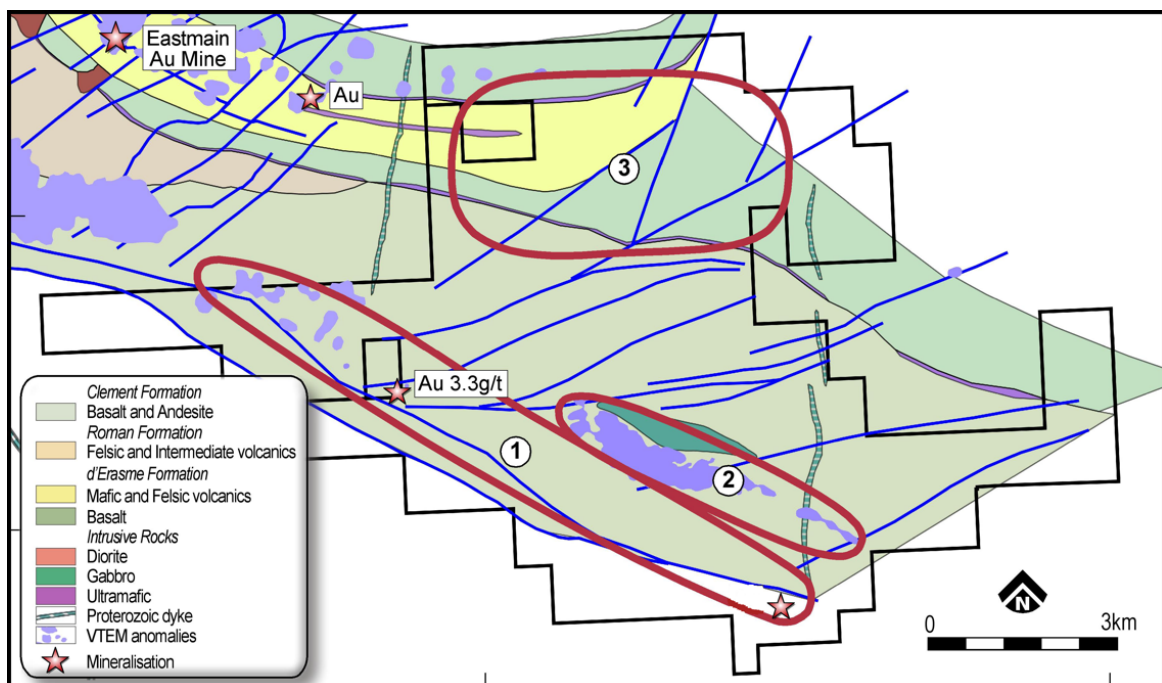 Eastmain
Au Mine
Au
3
Au 3.3g/t
1
2
Clement Formation
Basalt and Andesite
Roman Formation
Felsic and Intermediate volcanics
d'Erasme Formation
Mafic and Felsic volcanics
Basalt
Intrusive Rocks
Diorite
Gabbro
Ultramafic
Proterozoic dyke
VTEM anomalies
Mineralisation
N
0 3km